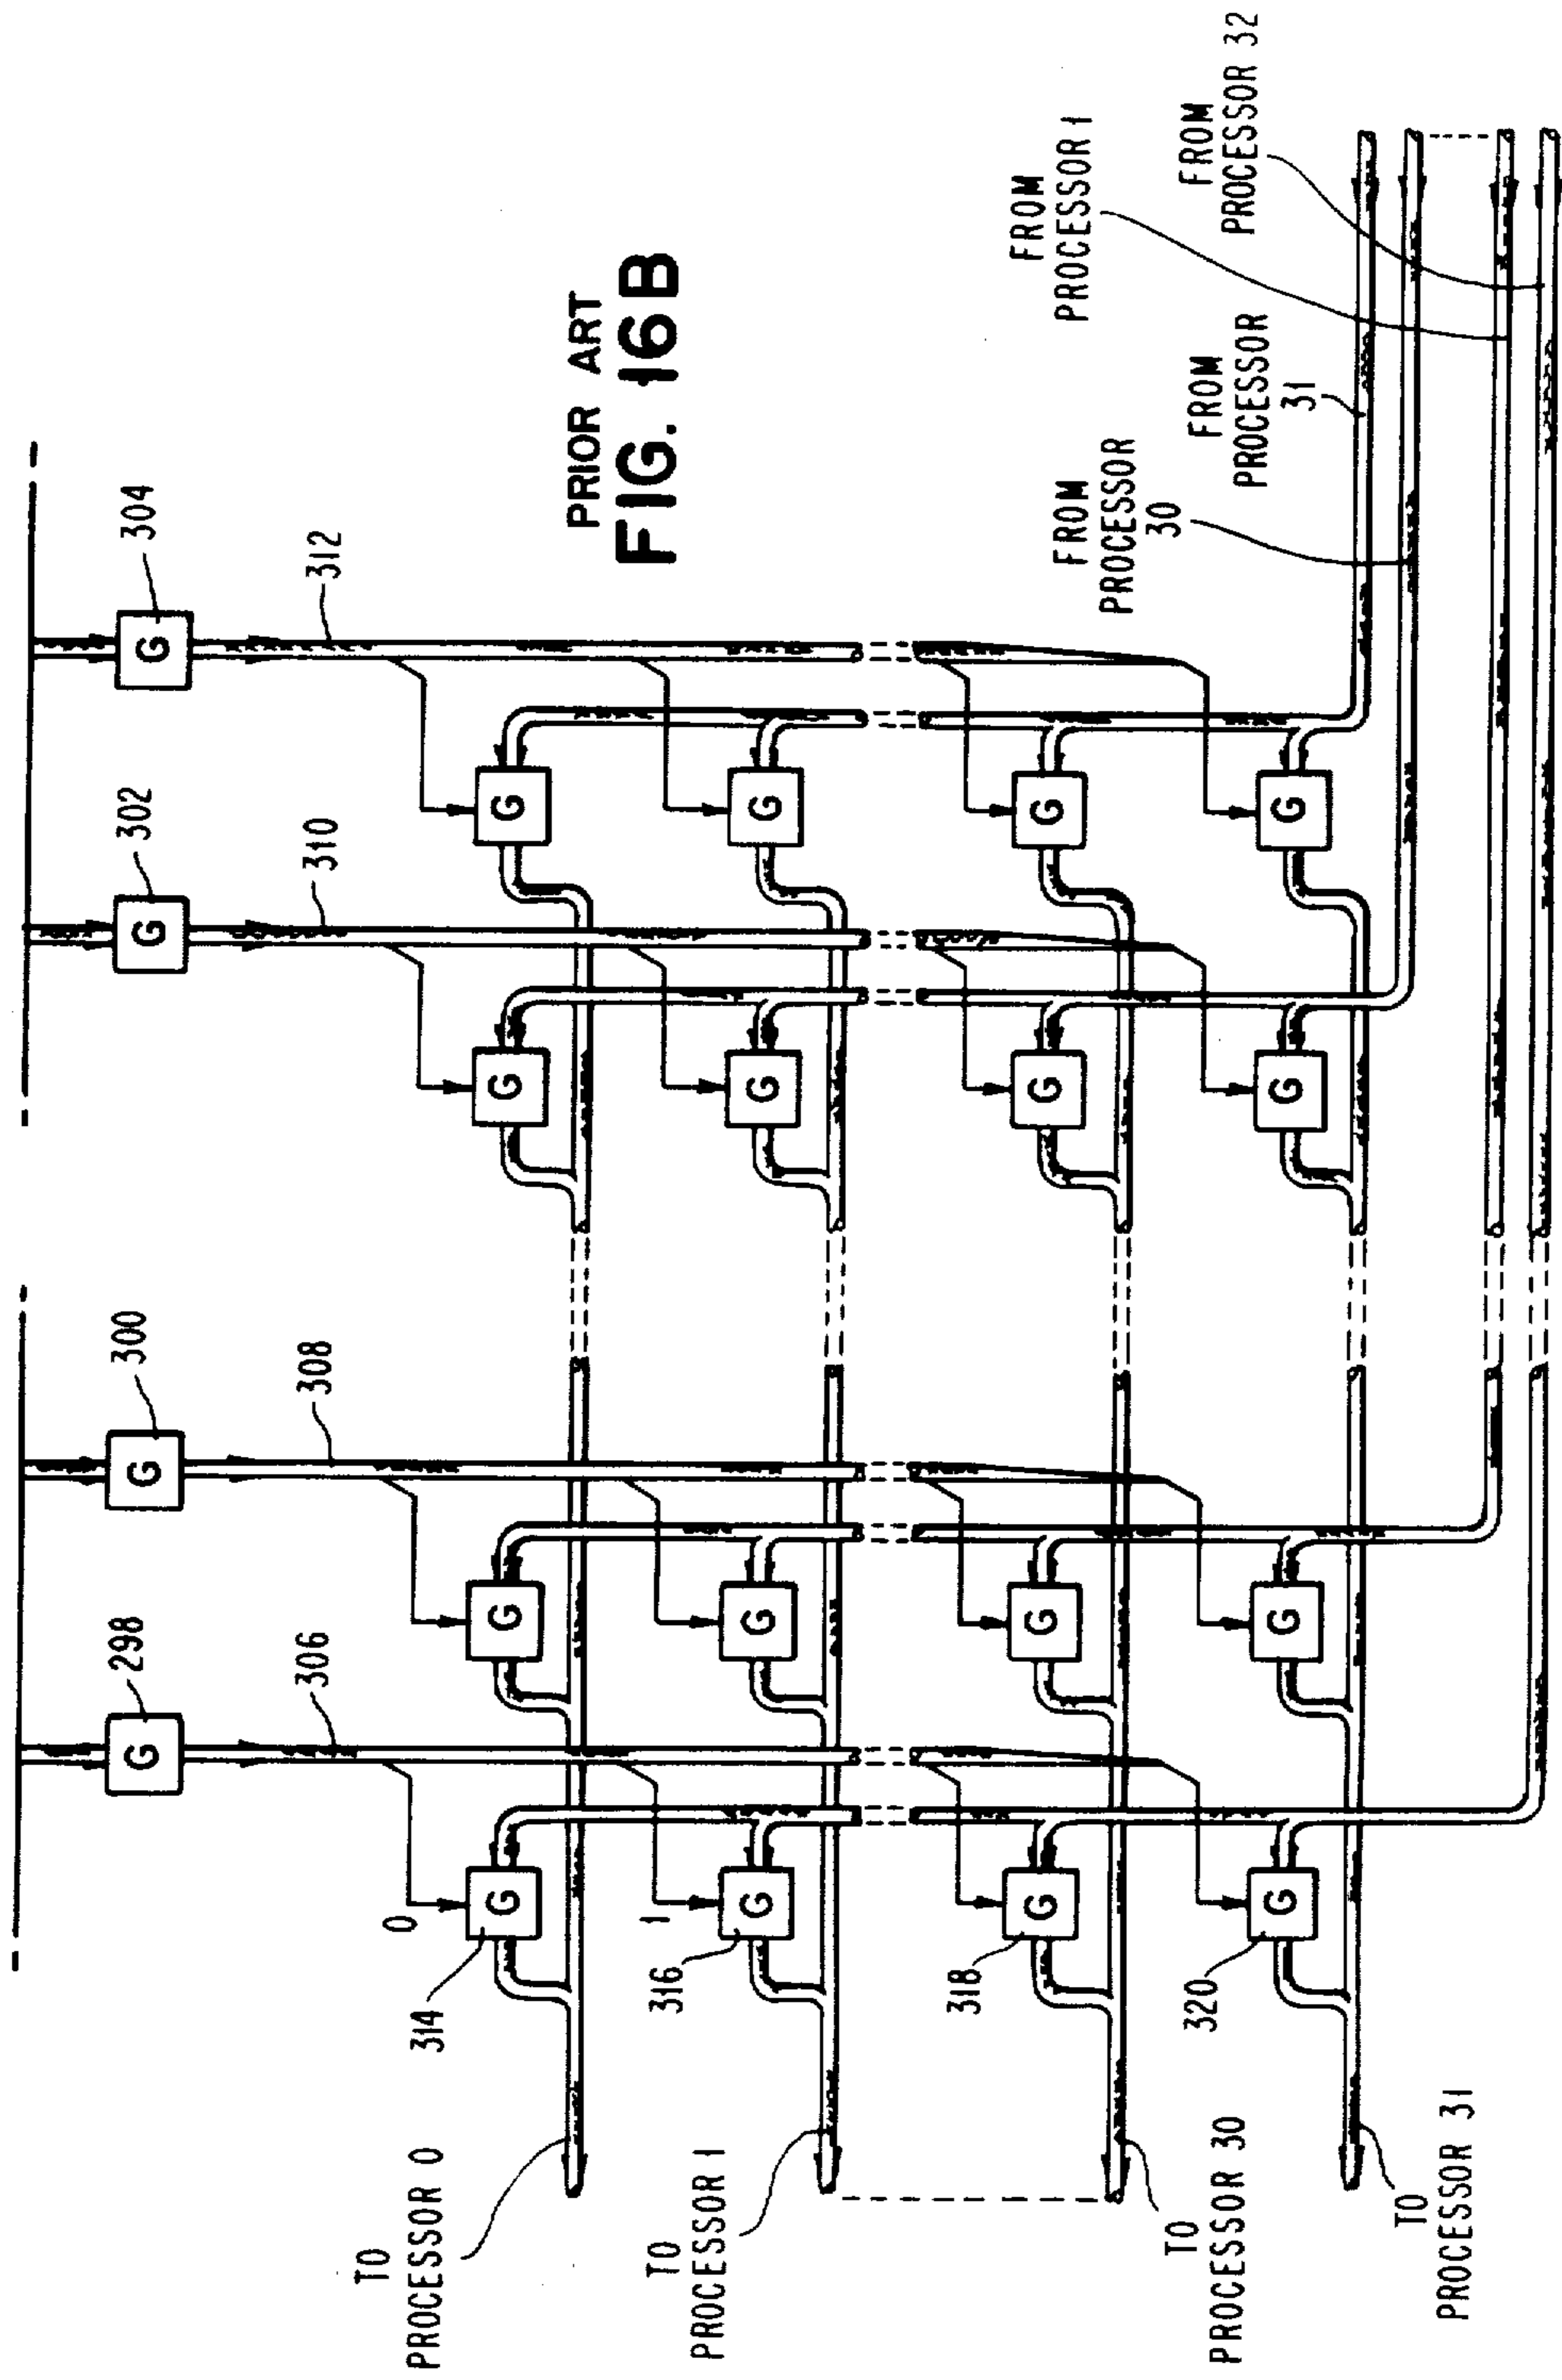 298
G
300
G
302
G
304
G
306
308
310
312
PRIOR ART
FIG. 16B
0
314
G
G
G
G
TO
PROCESSOR 0
1
316
G
G
G
G
TO
PROCESSOR 1
318
G
G
G
G
TO
PROCESSOR 30
320
G
G
G
G
TO
PROCESSOR 31
FROM
PROCESSOR
30
FROM
PROCESSOR
31
FROM
PROCESSOR 1
FROM
PROCESSOR 32